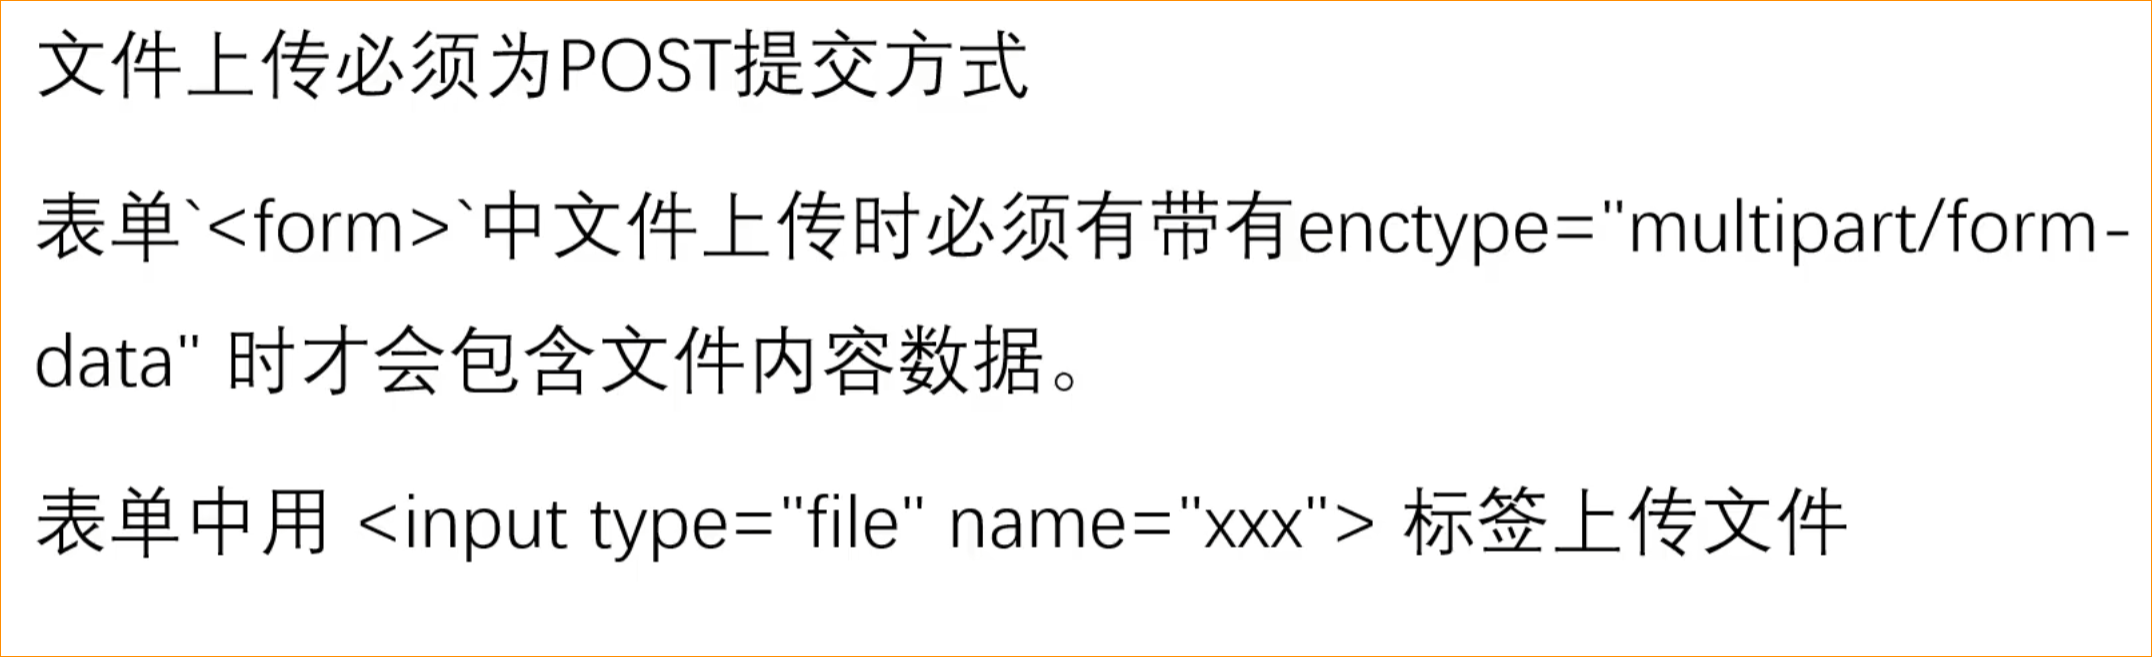 文件上传必须为POST提交方式
表单`<form>`中文件上传时必须有带有enctype="multipart/form-
data" 时才会包含文件内容数据。
表单中用 <input type="file" name="xxx"> 标签上传文件